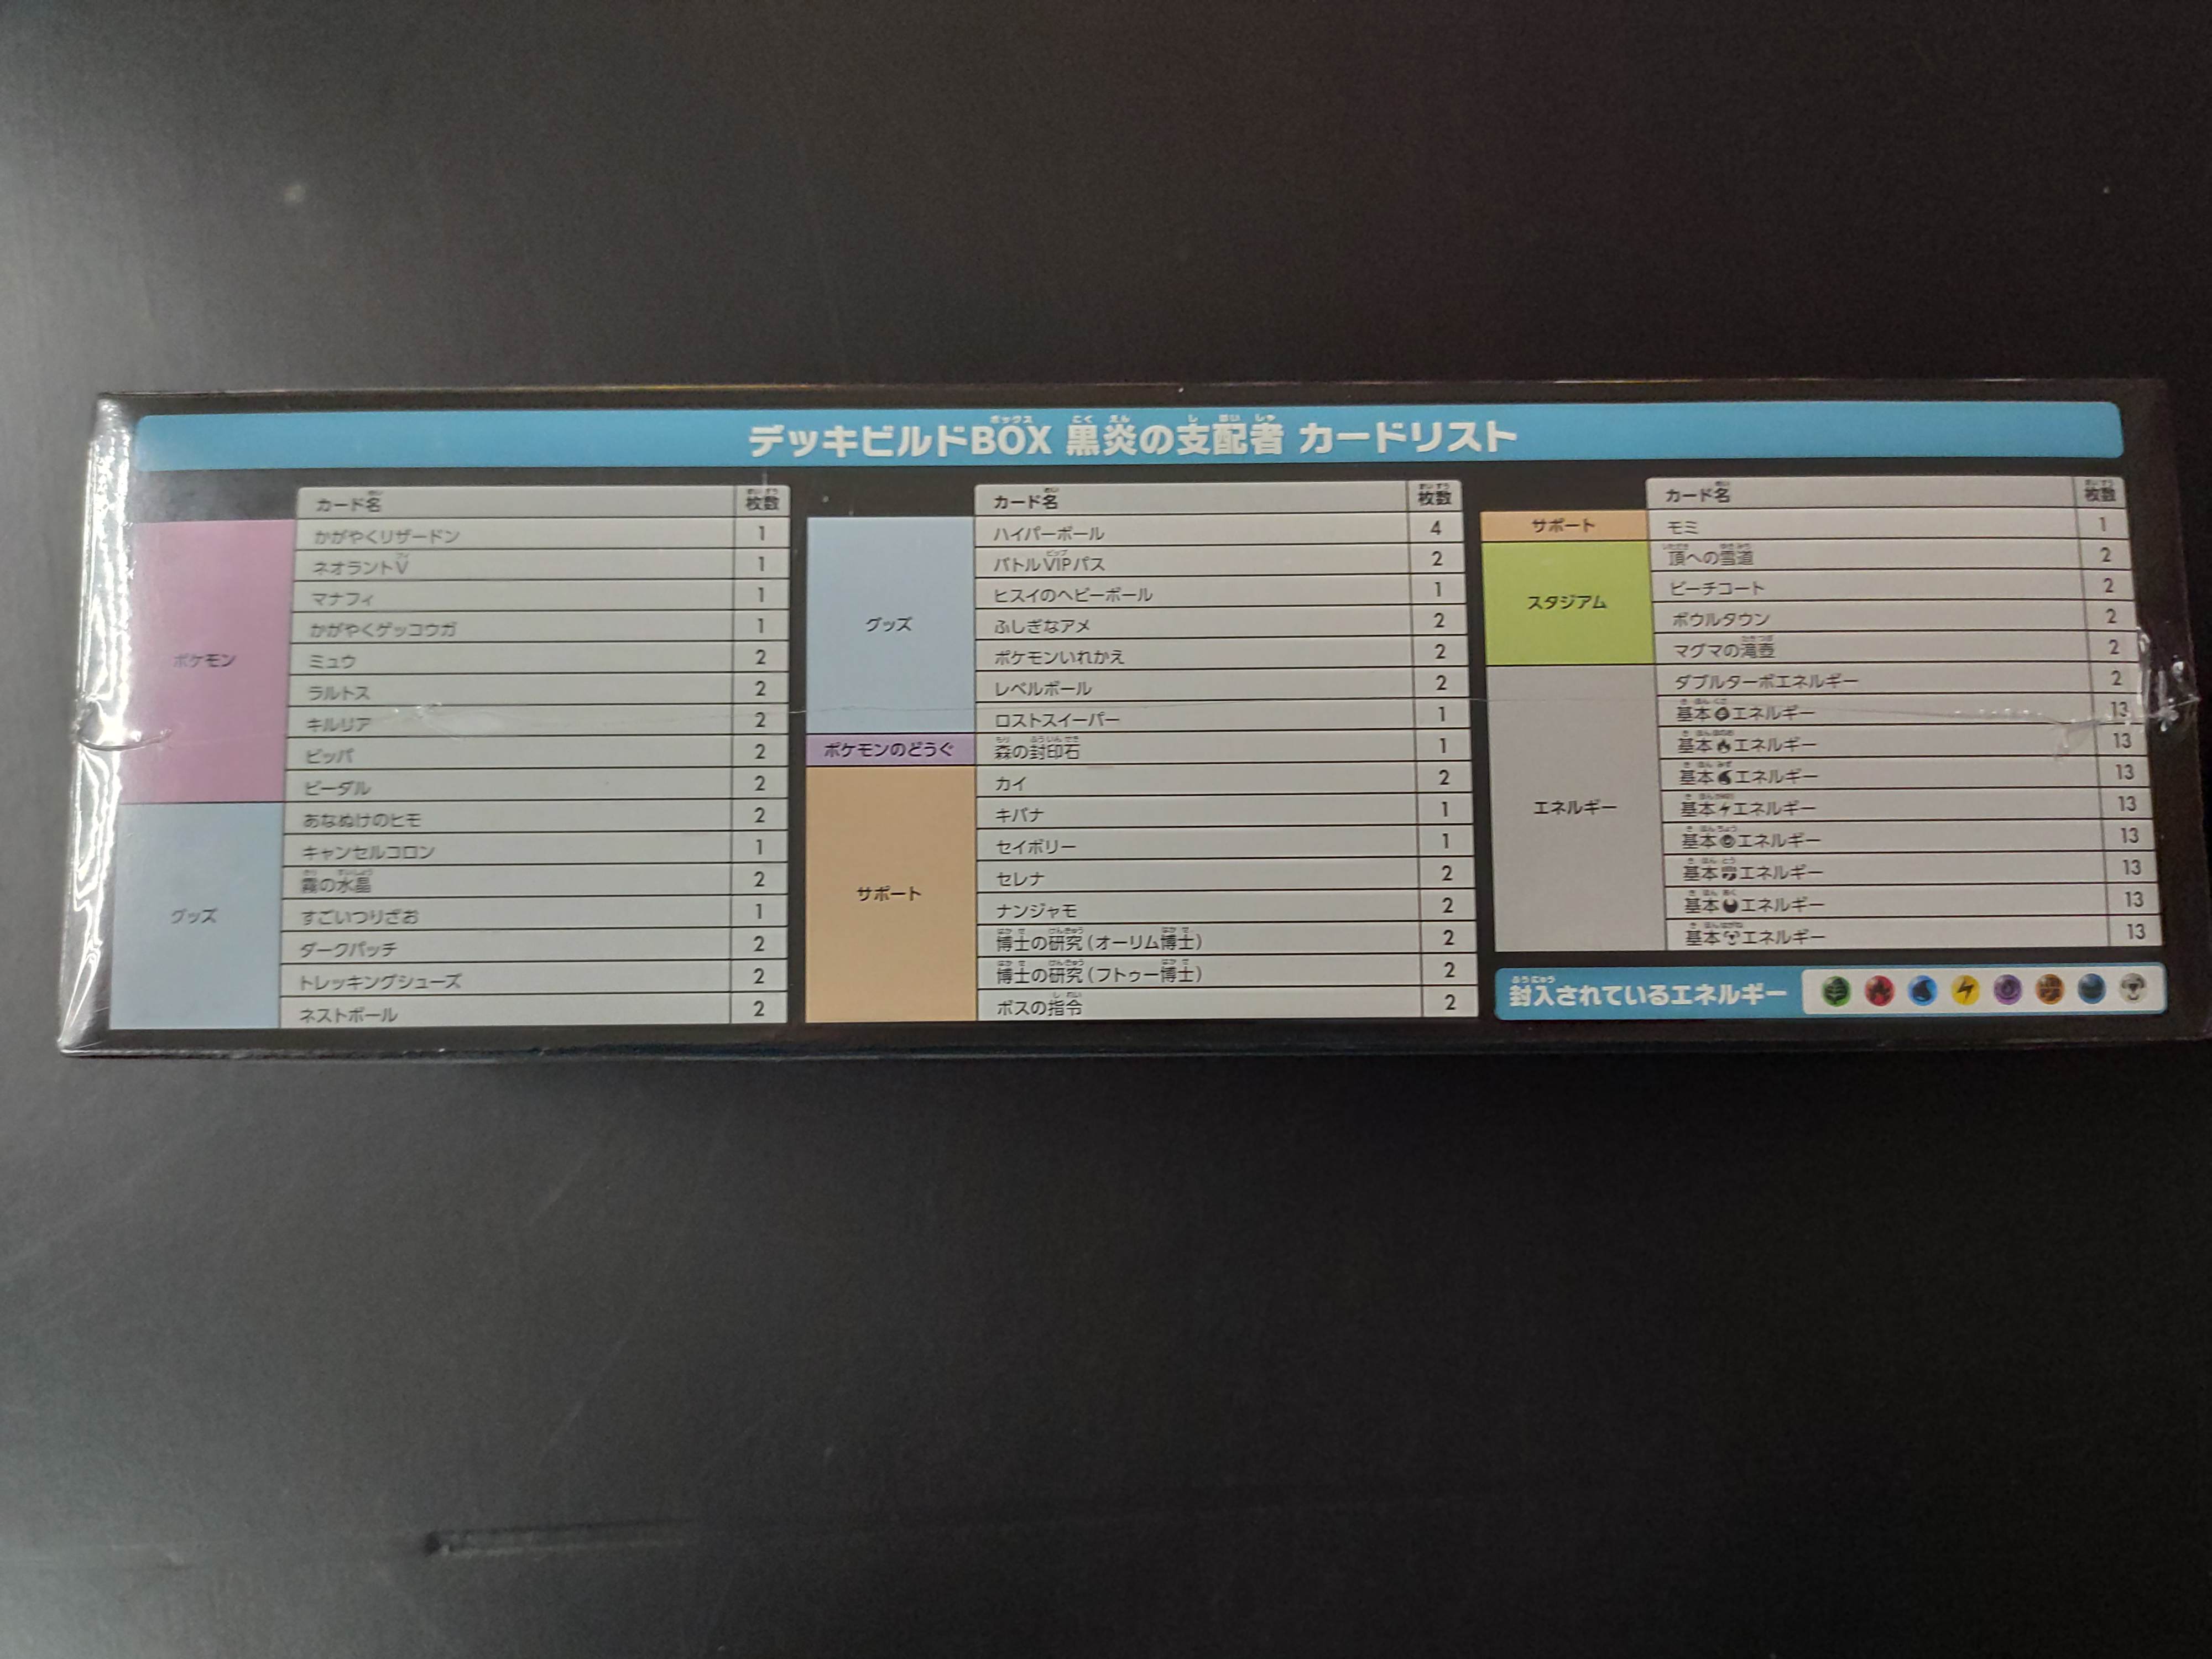 デッキビルドBOX 黒炎の支配者 カードリスト
カード名 枚数
ポケモン
かがやくリザードン 1
ネオラントV 1
マナフィ 1
かがやくゲッコウガ 1
ミュウ 2
ラルトス 2
キルリア 2
ビッパ 2
ビーダル 2
グッズ
あなぬけのヒモ 2
キャンセルコロン 1
霧の水晶 2
すごいつりざお 1
ダークパッチ 2
トレッキングシューズ 2
ネストボール 2
カード名 枚数
グッズ
ハイパーボール 4
バトルVIPパス 2
ヒスイのヘビーボール 1
ふしぎなアメ 2
ポケモンいれかえ 2
レベルボール 2
ロストスイーパー 1
ポケモンのどうぐ
森の封印石 1
サポート
カイ 2
キバナ 1
セイボリー 1
セレナ 2
ナンジャモ 2
博士の研究(オーリム博士) 2
博士の研究(フトゥー博士) 2
ボスの指令 2
カード名 枚数
サポート
モミ 1
スタジアム
頂への雪道 2
ビーチコート 2
ボウルタウン 2
マグマの滝壺 2
エネルギー
ダブルターボエネルギー 2
基本エネルギー 13
基本エネルギー 13
基本エネルギー 13
基本エネルギー 13
基本エネルギー 13
基本エネルギー 13
基本エネルギー 13
基本エネルギー 13
封入されているエネルギー